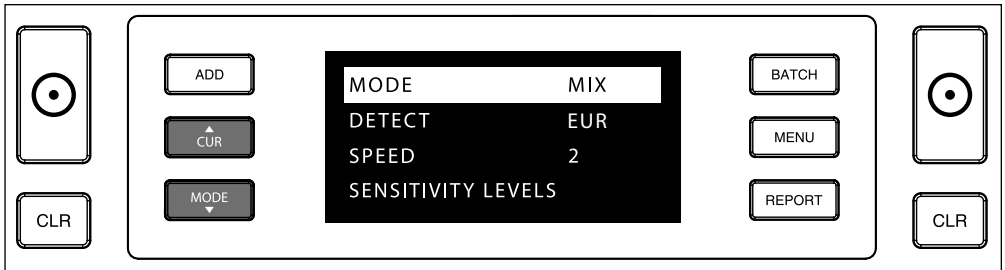 ADD
CUR
MODE
CLR
MODE MIX
DETECT EUR
SPEED 2
SENSITIVITY LEVELS
BATCH
MENU
REPORT
CLR